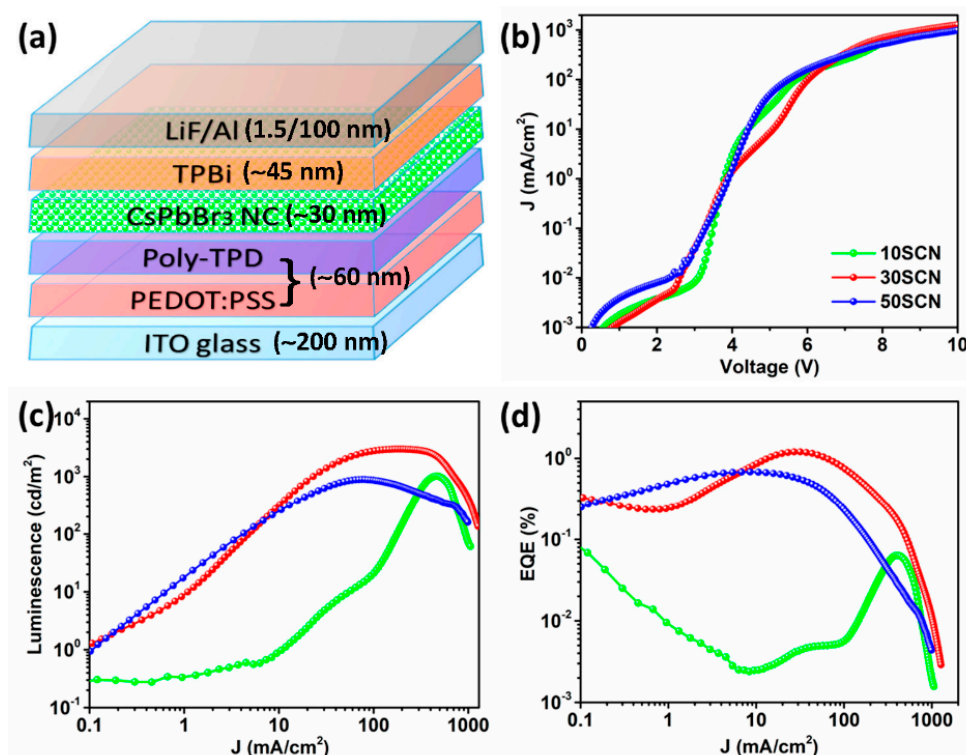 (a)
LiF/Al (1.5/100 nm)
TPBi (~45 nm)
CsPbBr₃ NC (~30 nm)
Poly-TPD
} (~60 nm)
PEDOT:PSS
ITO glass (~200 nm)
(b)
J (mA/cm²)
10³
10²
10¹
10⁰
10⁻¹
10⁻²
10⁻³
10SCN
30SCN
50SCN
0 2 4 6 8 10
Voltage (V)
(c)
Luminescence (cd/m²)
10⁴
10³
10²
10¹
10⁰
10⁻¹
0.1 1 10 100 1000
J (mA/cm²)
(d)
EQE (%)
10¹
10⁰
10⁻¹
10⁻²
10⁻³
0.1 1 10 100 1000
J (mA/cm²)